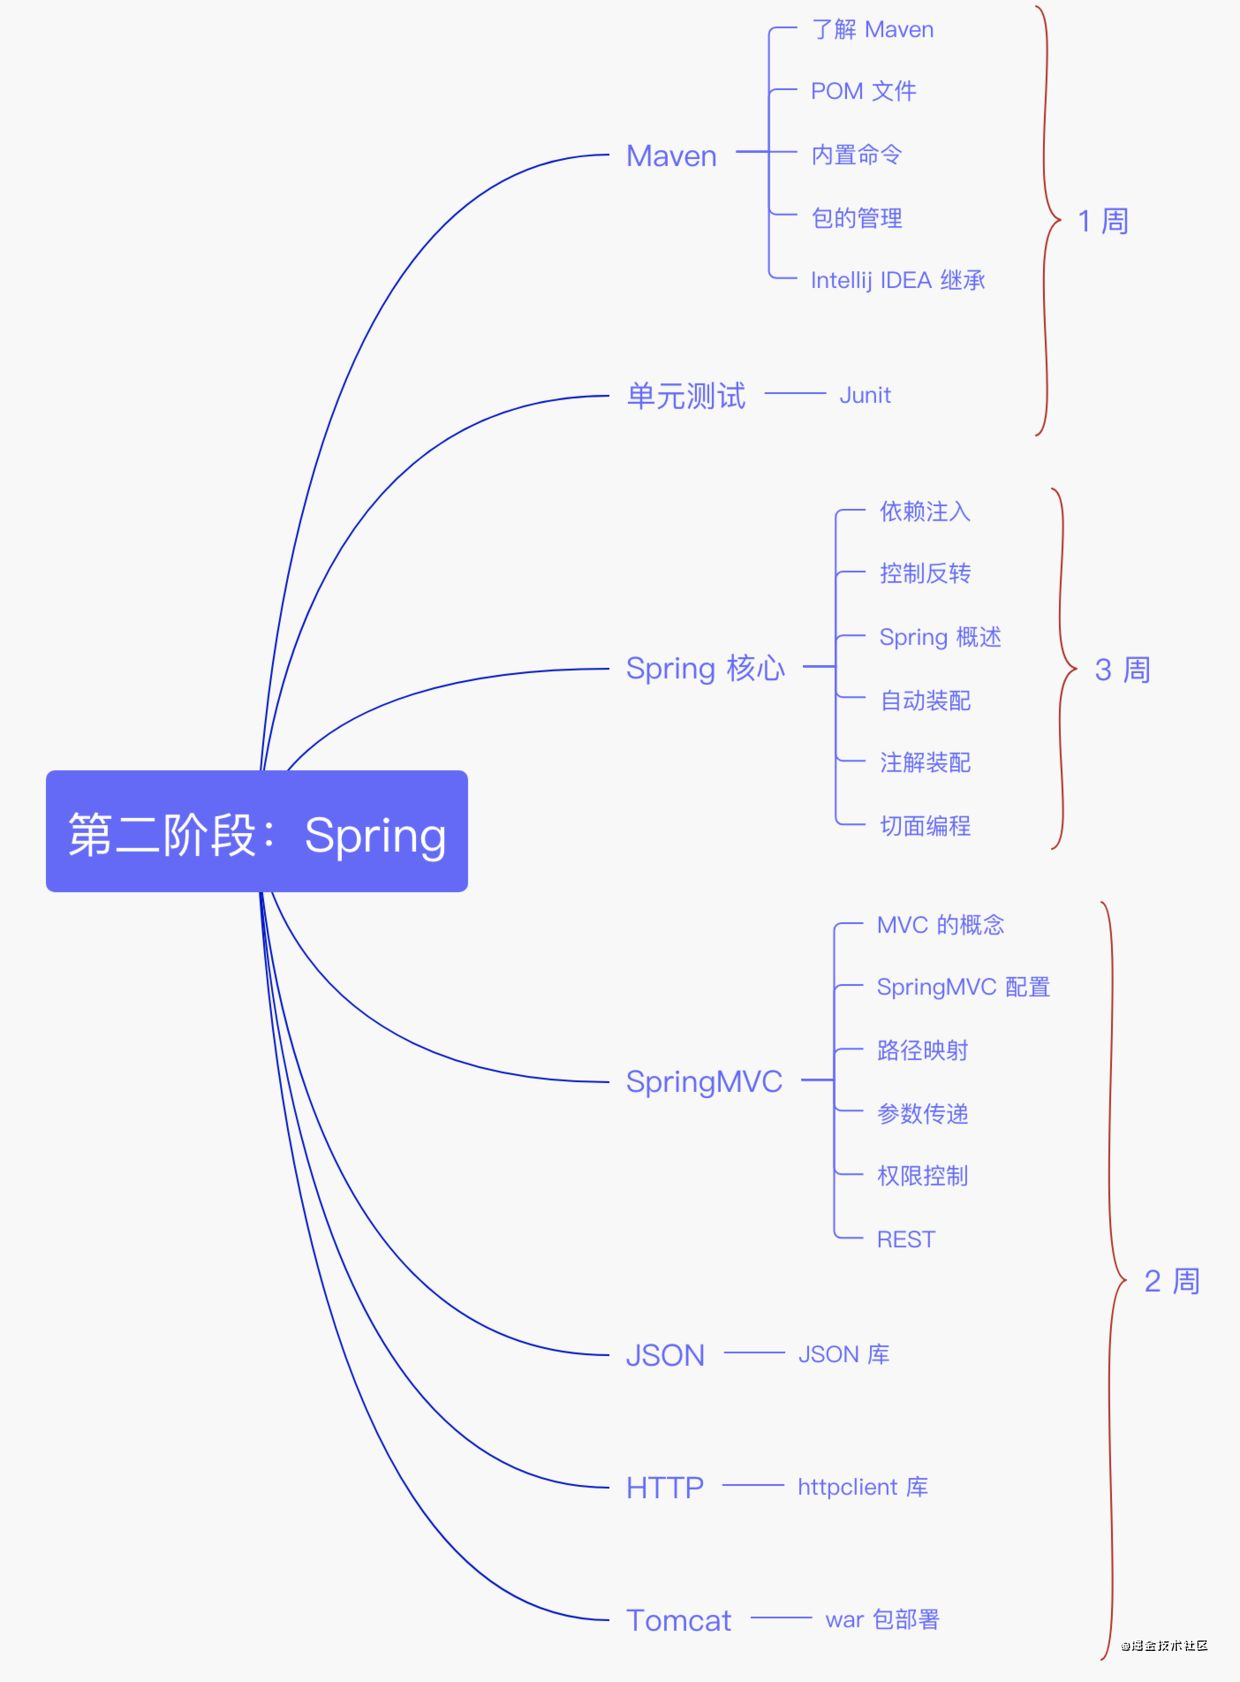 第二阶段：Spring
Maven
了解 Maven
POM 文件
内置命令
包的管理
Intellij IDEA 继承
单元测试
Junit
1 周
Spring 核心
依赖注入
控制反转
Spring 概述
自动装配
注解装配
切面编程
3 周
SpringMVC
MVC 的概念
SpringMVC 配置
路径映射
参数传递
权限控制
REST
JSON
JSON 库
HTTP
httpclient 库
Tomcat
war 包部署
2 周
@掘金技术社区